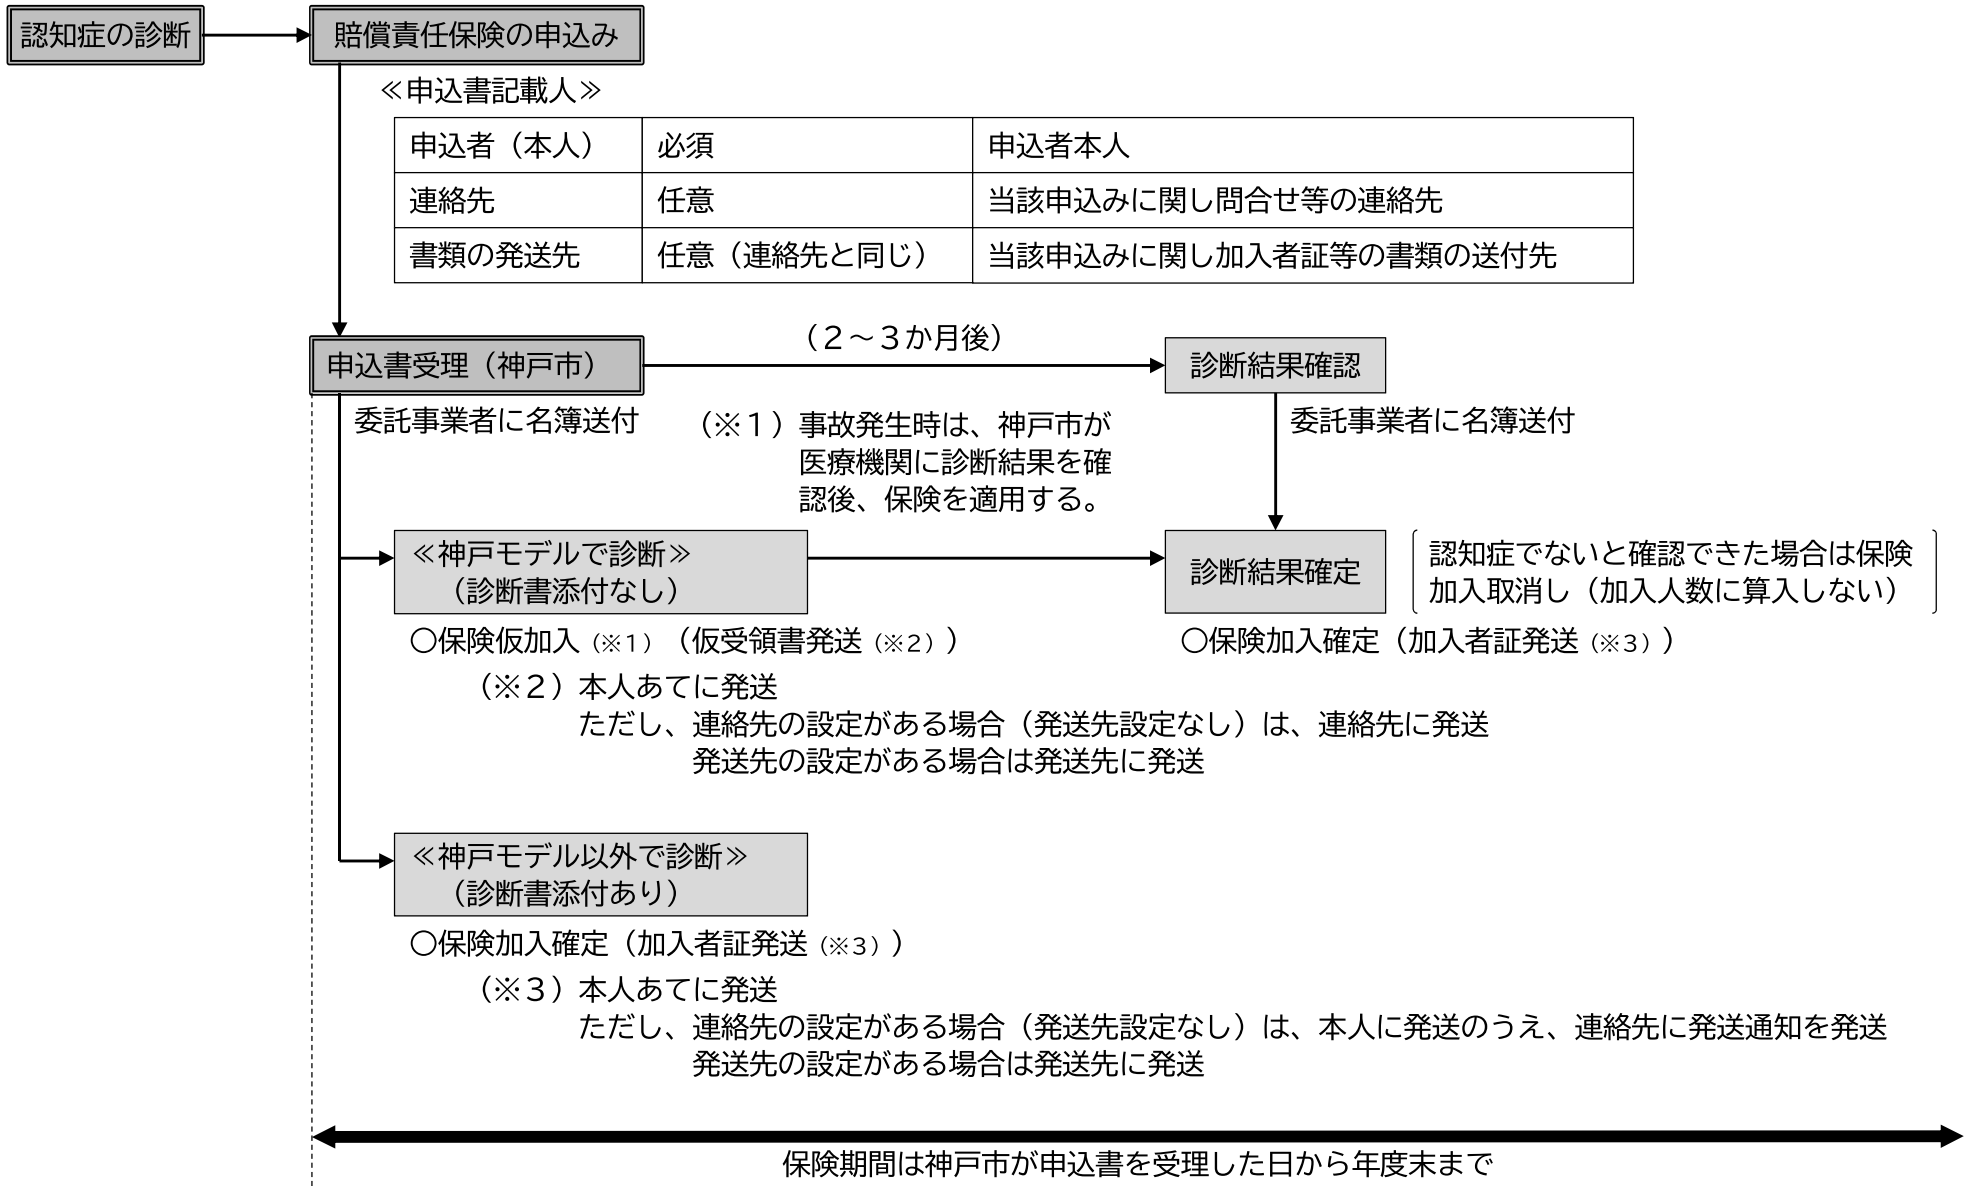 認知症の診断
賠償責任保険の申込み
≪申込書記載人≫
申込者（本人） 必須 申込者本人
連絡先 任意 当該申込みに関し問合せ等の連絡先
書類の発送先 任意（連絡先と同じ） 当該申込みに関し加入者証等の書類の送付先
申込書受理（神戸市）
（２～３か月後）
診断結果確認
委託事業者に名簿送付
（※１）事故発生時は、神戸市が
医療機関に診断結果を確
認後、保険を適用する。
委託事業者に名簿送付
≪神戸モデルで診断≫
（診断書添付なし）
診断結果確定
認知症でないと確認できた場合は保険
加入取消し（加入人数に算入しない）
〇保険仮加入（※１）（仮受領書発送（※２））
〇保険加入確定（加入者証発送（※３））
（※２）本人あてに発送
ただし、連絡先の設定がある場合（発送先設定なし）は、連絡先に発送
発送先の設定がある場合は発送先に発送
≪神戸モデル以外で診断≫
（診断書添付あり）
〇保険加入確定（加入者証発送（※３））
（※３）本人あてに発送
ただし、連絡先の設定がある場合（発送先設定なし）は、本人に発送のうえ、連絡先に発送通知を発送
発送先の設定がある場合は発送先に発送
保険期間は神戸市が申込書を受理した日から年度末まで